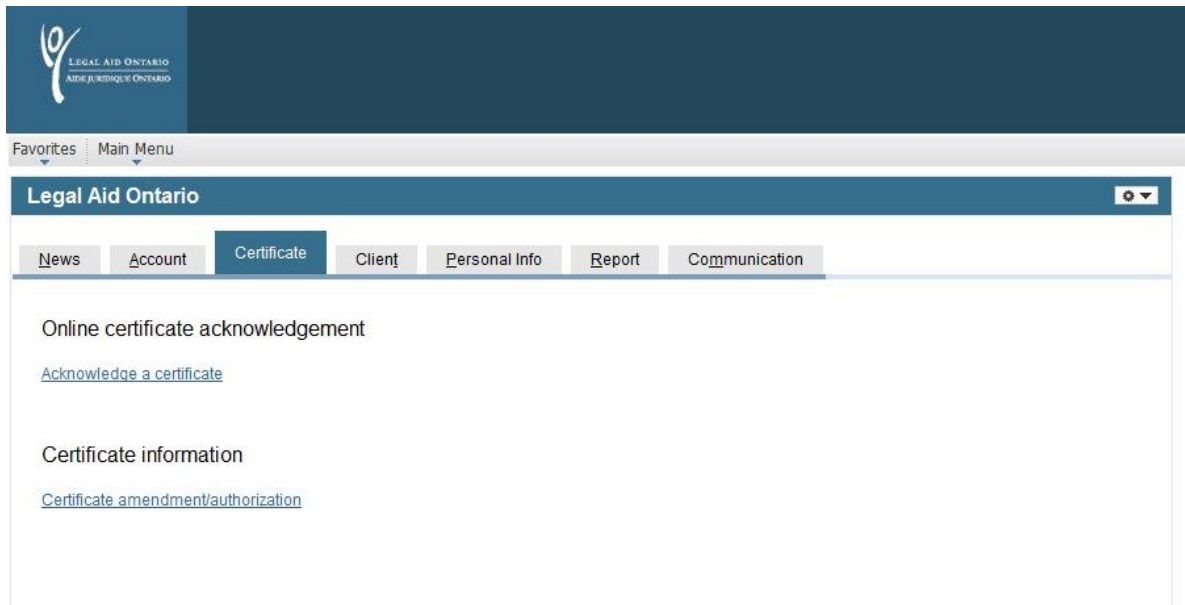 LEGAL AID ONTARIO
AIDE JURIDIQUE ONTARIO
Favorites Main Menu
Legal Aid Ontario
News Account Certificate Client Personal Info Report Communication
Online certificate acknowledgement
Acknowledge a certificate
Certificate information
Certificate amendment/authorization